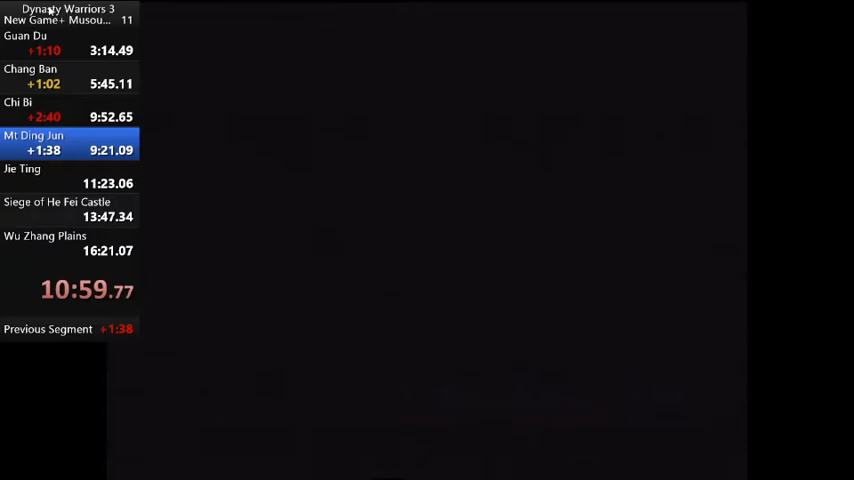 Dynasty Warriors 3
New Game+ Musou... 11
Guan Du
+1:10 3:14.49
Chang Ban
+1:02 5:45.11
Chi Bi
+2:40 9:52.65
Mt Ding Jun
+1:38 9:21.09
Jie Ting
11:23.06
Siege of He Fei Castle
13:47.34
Wu Zhang Plains
16:21.07
10:59.77
Previous Segment +1:38